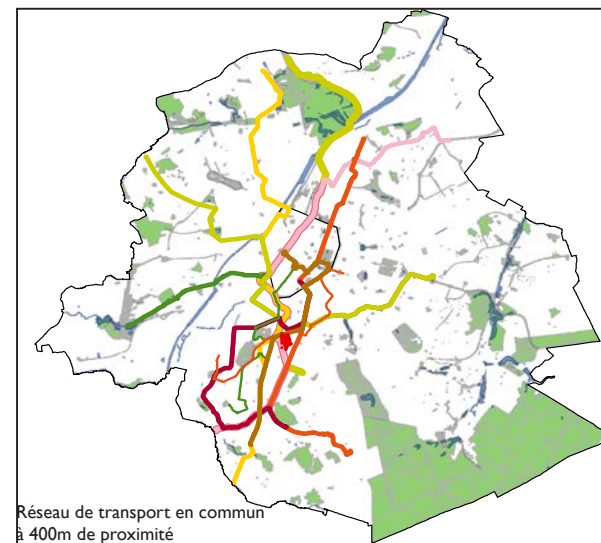 Réseau de transport en commun
à 400m de proximité